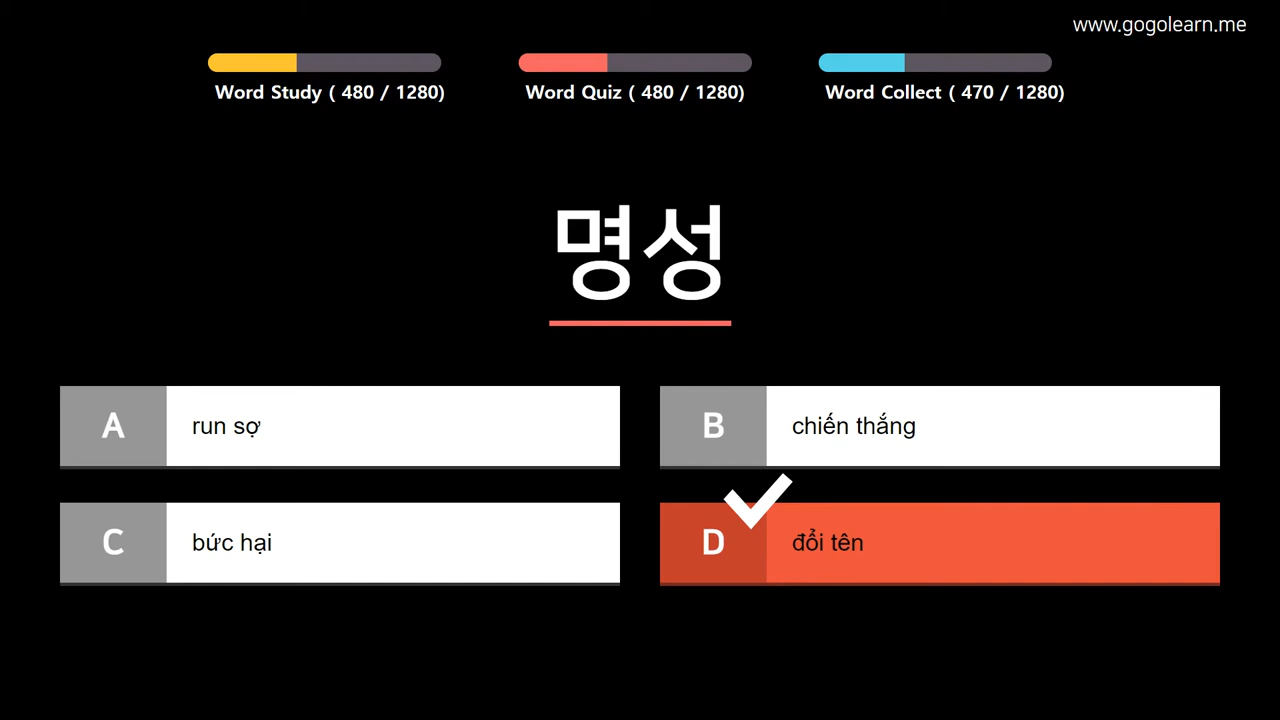 www.gogolearn.me
Word Study ( 480 / 1280)
Word Quiz ( 480 / 1280)
Word Collect ( 470 / 1280)
명성
A run sợ
B chiến thắng
C bức hại
D đổi tên